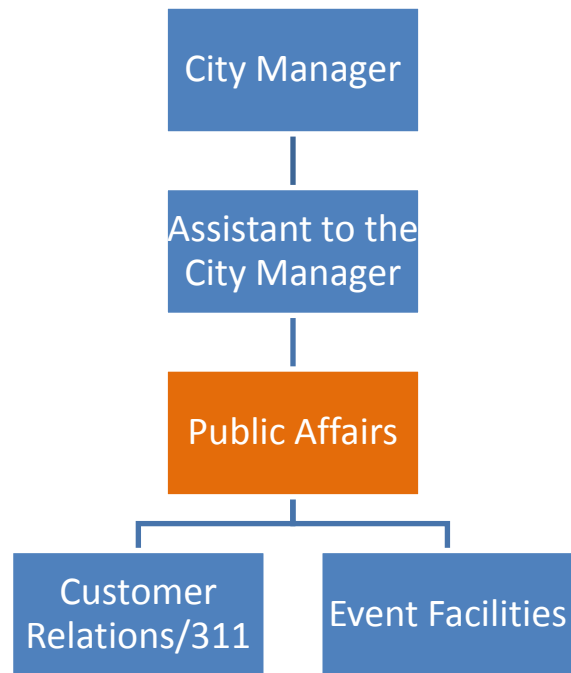 City Manager
Assistant to the
City Manager
Public Affairs
Customer
Relations/311
Event Facilities